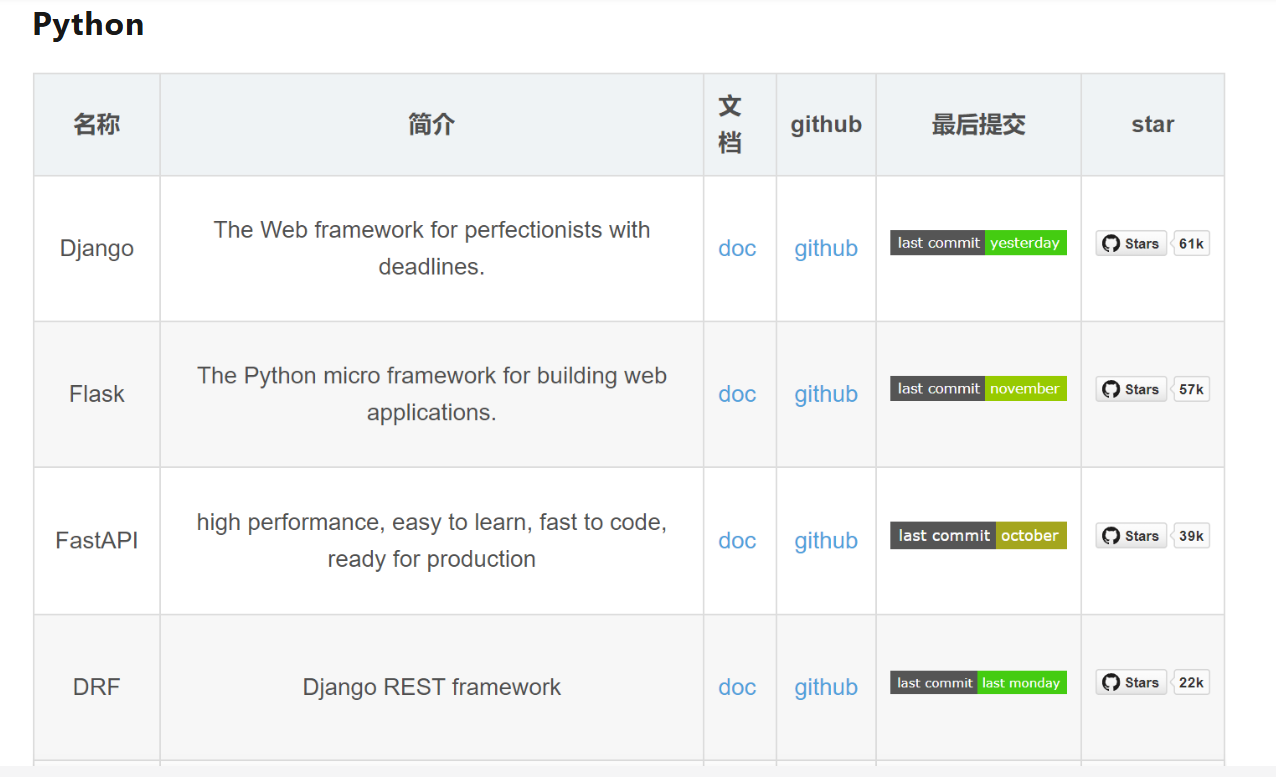 Python
名称 简介 文档 github 最后提交 star
Django The Web framework for perfectionists with deadlines. doc github last commit yesterday Stars 61k
Flask The Python micro framework for building web applications. doc github last commit november Stars 57k
FastAPI high performance, easy to learn, fast to code, ready for production doc github last commit october Stars 39k
DRF Django REST framework doc github last commit last monday Stars 22k